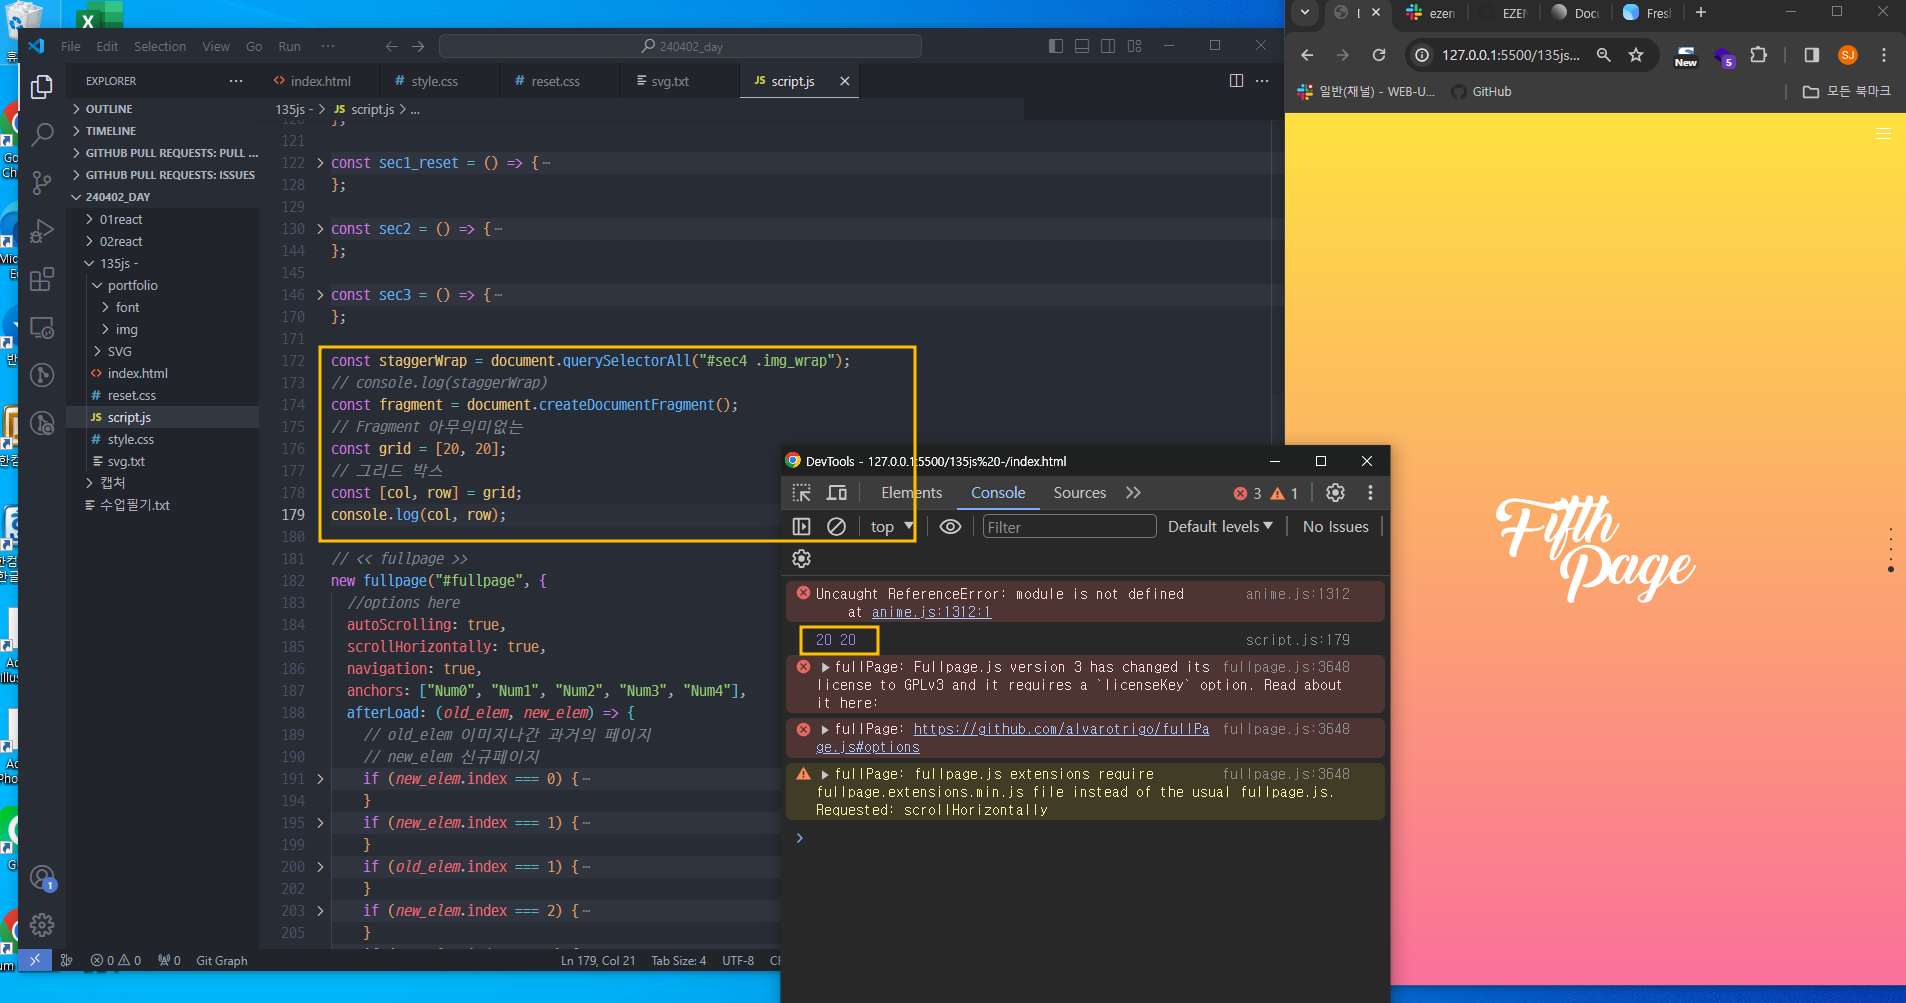 File Edit Selection View Go Run ···
240402_day
EXPLORER ···
OUTLINE
TIMELINE
GITHUB PULL REQUESTS: PULL ...
GITHUB PULL REQUESTS: ISSUES
240402_DAY
01react
02react
135js -
portfolio
font
img
SVG
index.html
reset.css
JS script.js
style.css
svg.txt
캡처
수업필기.txt
<> index.html
# style.css
# reset.css
svg.txt
JS script.js
135js - > JS script.js > ...
120 };
121
122 const sec1_reset = () => {···
128 };
129
130 const sec2 = () => {···
144 };
145
146 const sec3 = () => {···
170 };
171
172 const staggerWrap = document.querySelectorAll("#sec4 .img_wrap");
173 // console.log(staggerWrap)
174 const fragment = document.createDocumentFragment();
175 // Fragment 아무의미없는
176 const grid = [20, 20];
177 // 그리드 박스
178 const [col, row] = grid;
179 console.log(col, row);
180
181 // << fullpage >>
182 new fullpage("#fullpage", {
183 //options here
184 autoScrolling: true,
185 scrollHorizontally: true,
186 navigation: true,
187 anchors: ["Num0", "Num1", "Num2", "Num3", "Num4"],
188 afterLoad: (old_elem, new_elem) => {
189 // old_elem 이미지나간 과거의 페이지
190 // new_elem 신규페이지
191 if (new_elem.index === 0) {···
194 }
195 if (new_elem.index === 1) {···
199 }
200 if (old_elem.index === 1) {···
202 }
203 if (new_elem.index === 2) {···
205 }
1
0 0 0 Git Graph
Ln 179, Col 21 Tab Size: 4 UTF-8
DevTools - 127.0.0.1:5500/135js%20-/index.html
Elements Console Sources 3 1
top Filter Default levels No Issues
Uncaught ReferenceError: module is not defined anime.js:1312
at anime.js:1312:1
20 20 script.js:179
fullPage: Fullpage.js version 3 has changed its fullpage.js:3648
license to GPLv3 and it requires a `licenseKey` option. Read about
it here:
fullPage: https://github.com/alvarotrigo/fullPa fullpage.js:3648
ge.js#options
fullPage: fullpage.js extensions require fullpage.js:3648
fullpage.extensions.min.js file instead of the usual fullpage.js.
Requested: scrollHorizontally
ezen EZEN Docu Fresh
127.0.0.1:5500/135js... New 5 SJ
일반(채널) - WEB-U... GitHub 모든 북마크
Fifth
Page